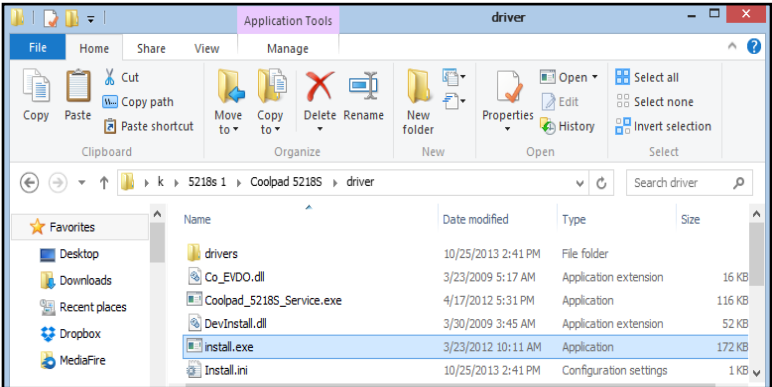 Application Tools
driver
File
Home
Share
View
Manage
Copy
Paste
Cut
Copy path
Paste shortcut
Move to
Copy to
Delete
Rename
New folder
Properties
Open
Edit
History
Select all
Select none
Invert selection
Clipboard
Organize
New
Open
Select
k
5218s 1
Coolpad 5218S
driver
Search driver
Favorites
Desktop
Downloads
Recent places
Dropbox
MediaFire
Name Date modified Type Size
drivers 10/25/2013 2:41 PM File folder
Co_EVDO.dll 3/23/2009 5:17 AM Application extension 16 KB
Coolpad_5218S_Service.exe 4/17/2012 5:31 PM Application 116 KB
DevInstall.dll 3/30/2009 3:45 AM Application extension 52 KB
install.exe 3/23/2012 10:11 AM Application 172 KB
Install.ini 10/25/2013 2:41 PM Configuration settings 1 KB